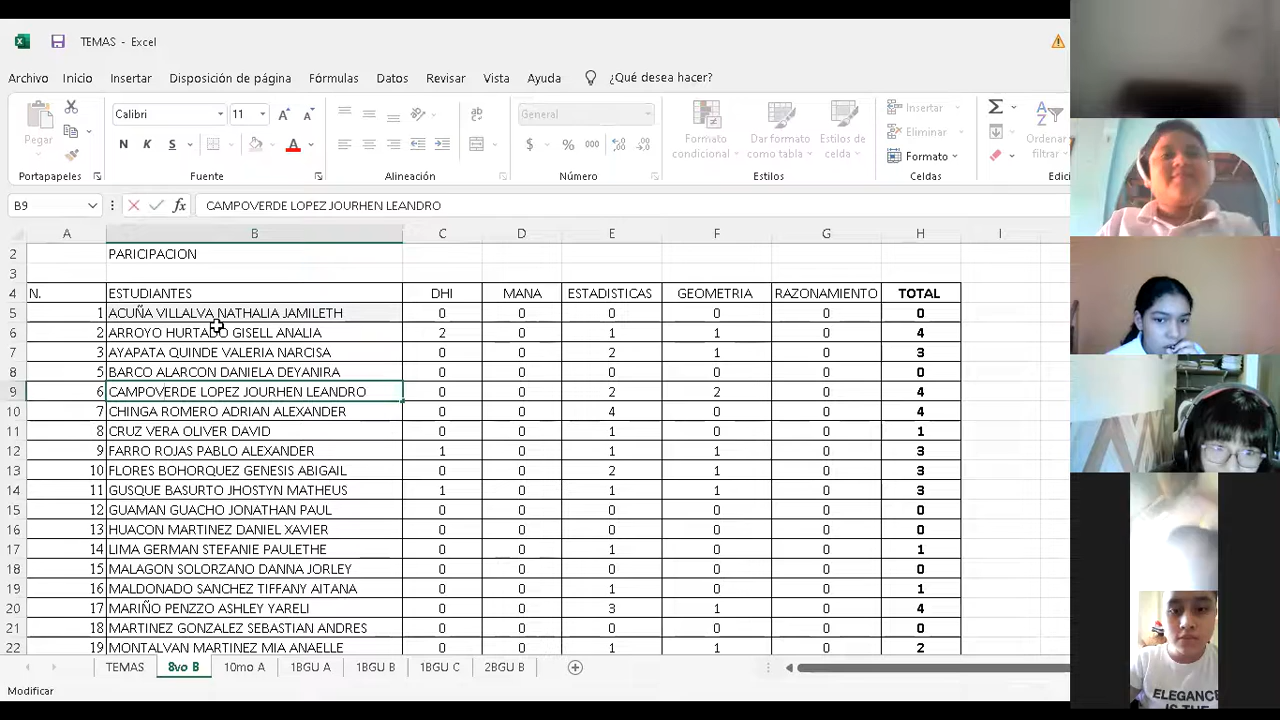 TEMAS - Excel
Archivo Inicio Insertar Disposición de página Fórmulas Datos Revisar Vista Ayuda ¿Qué desea hacer?
Calibri 11 General Insertar
Pegar Formato condicional Dar formato como tabla Estilos de celda Eliminar Ordenar filtrar
N K S A $ % 000 Formato
Portapapeles Fuente Alineación Número Estilos Celdas Edici
B9 fx CAMPOVERDE LOPEZ JOURHEN LEANDRO
A B C D E F G H I
2 PARICIPACION
3
4 N. ESTUDIANTES DHI MANA ESTADISTICAS GEOMETRIA RAZONAMIENTO TOTAL
5 1 ACUÑA VILLALVA NATHALIA JAMILETH 0 0 0 0 0 0
6 2 ARROYO HURTADO GISELL ANALIA 2 0 1 1 0 4
7 3 AYAPATA QUINDE VALERIA NARCISA 0 0 2 1 0 3
8 5 BARCO ALARCON DANIELA DEYANIRA 0 0 0 0 0 0
9 6 CAMPOVERDE LOPEZ JOURHEN LEANDRO 0 0 2 2 0 4
10 7 CHINGA ROMERO ADRIAN ALEXANDER 0 0 4 0 0 4
11 8 CRUZ VERA OLIVER DAVID 0 0 1 0 0 1
12 9 FARRO ROJAS PABLO ALEXANDER 1 0 1 1 0 3
13 10 FLORES BOHORQUEZ GENESIS ABIGAIL 0 0 2 1 0 3
14 11 GUSQUE BASURTO JHOSTYN MATHEUS 1 0 1 1 0 3
15 12 GUAMAN GUACHO JONATHAN PAUL 0 0 0 0 0 0
16 13 HUACON MARTINEZ DANIEL XAVIER 0 0 0 0 0 0
17 14 LIMA GERMAN STEFANIE PAULETHE 0 0 1 0 0 1
18 15 MALAGON SOLORZANO DANNA JORLEY 0 0 0 0 0 0
19 16 MALDONADO SANCHEZ TIFFANY AITANA 0 0 1 0 0 1
20 17 MARIÑO PENZZO ASHLEY YARELI 0 0 3 1 0 4
21 18 MARTINEZ GONZALEZ SEBASTIAN ANDRES 0 0 0 0 0 0
22 19 MONTALVAN MARTINEZ MIA ANAELLE 0 0 1 1 0 2
TEMAS 8vo B 10mo A 1BGU A 1BGU B 1BGU C 2BGU B
Modificar
ELEGANCE
IS THE